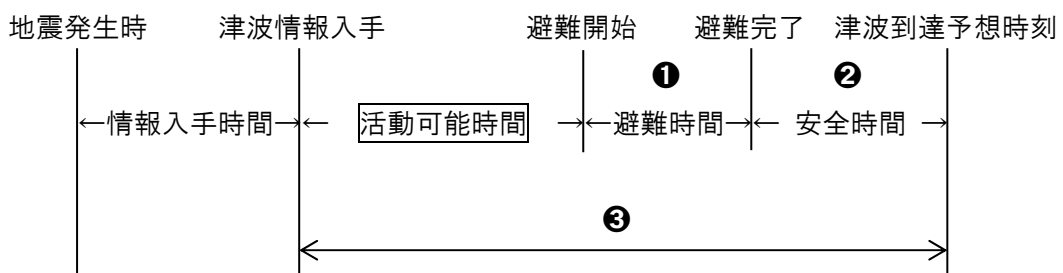 地震発生時 津波情報入手 避難開始 避難完了 津波到達予想時刻
❶ ❷
←情報入手時間→← 活動可能時間 →←避難時間→← 安全時間 →
❸